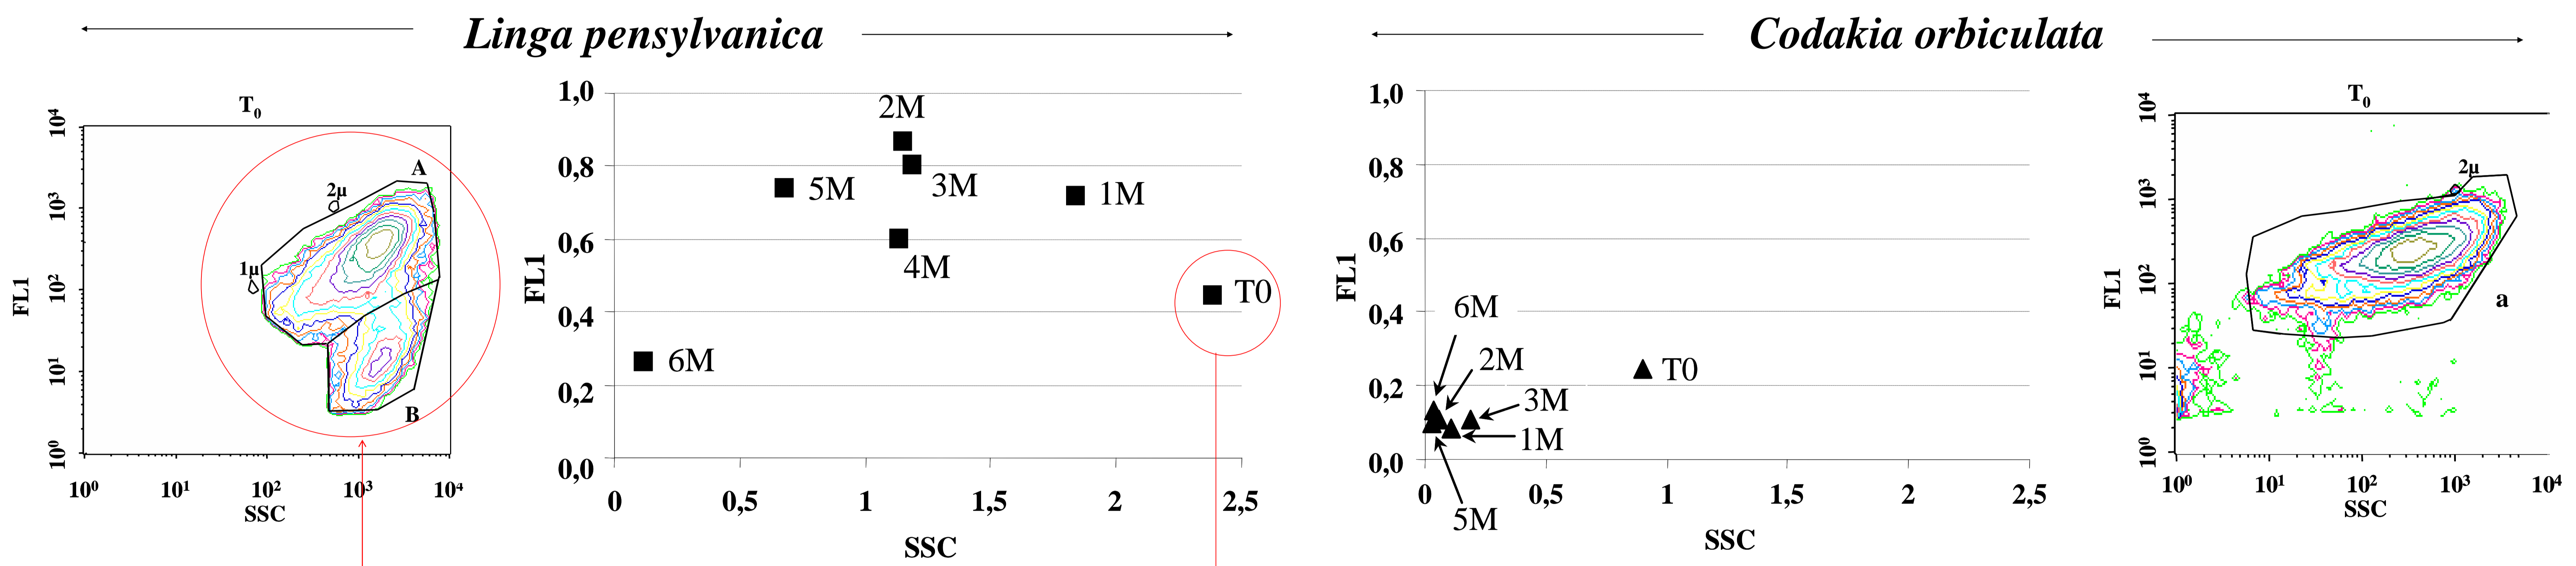 Linga pensylvanica
Codakia orbiculata
T0
10⁴
10³
10²
10¹
10⁰
FL1
A
2µ
1µ
B
10⁰ 10¹ 10² 10³ 10⁴
SSC
1,0
0,8
0,6
0,4
0,2
0,0
FL1
2M
3M
5M
1M
4M
T0
6M
0 0,5 1 1,5 2 2,5
SSC
1,0
0,8
0,6
0,4
0,2
0,0
FL1
6M
2M
T0
3M
1M
5M
0 0,5 1 1,5 2 2,5
SSC
T0
10⁴
10³
10²
10¹
10⁰
FL1
2µ
a
10⁰ 10¹ 10² 10³ 10⁴
SSC